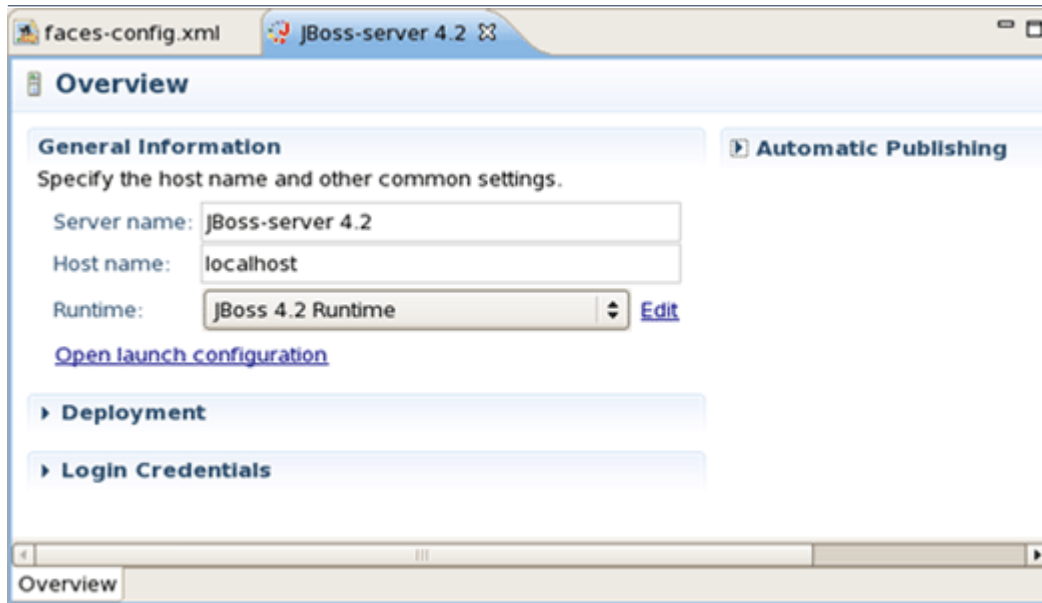 faces-config.xml
JBoss-server 4.2
Overview
General Information
Specify the host name and other common settings.
Server name: JBoss-server 4.2
Host name: localhost
Runtime: JBoss 4.2 Runtime Edit
Open launch configuration
Deployment
Login Credentials
Automatic Publishing
Overview